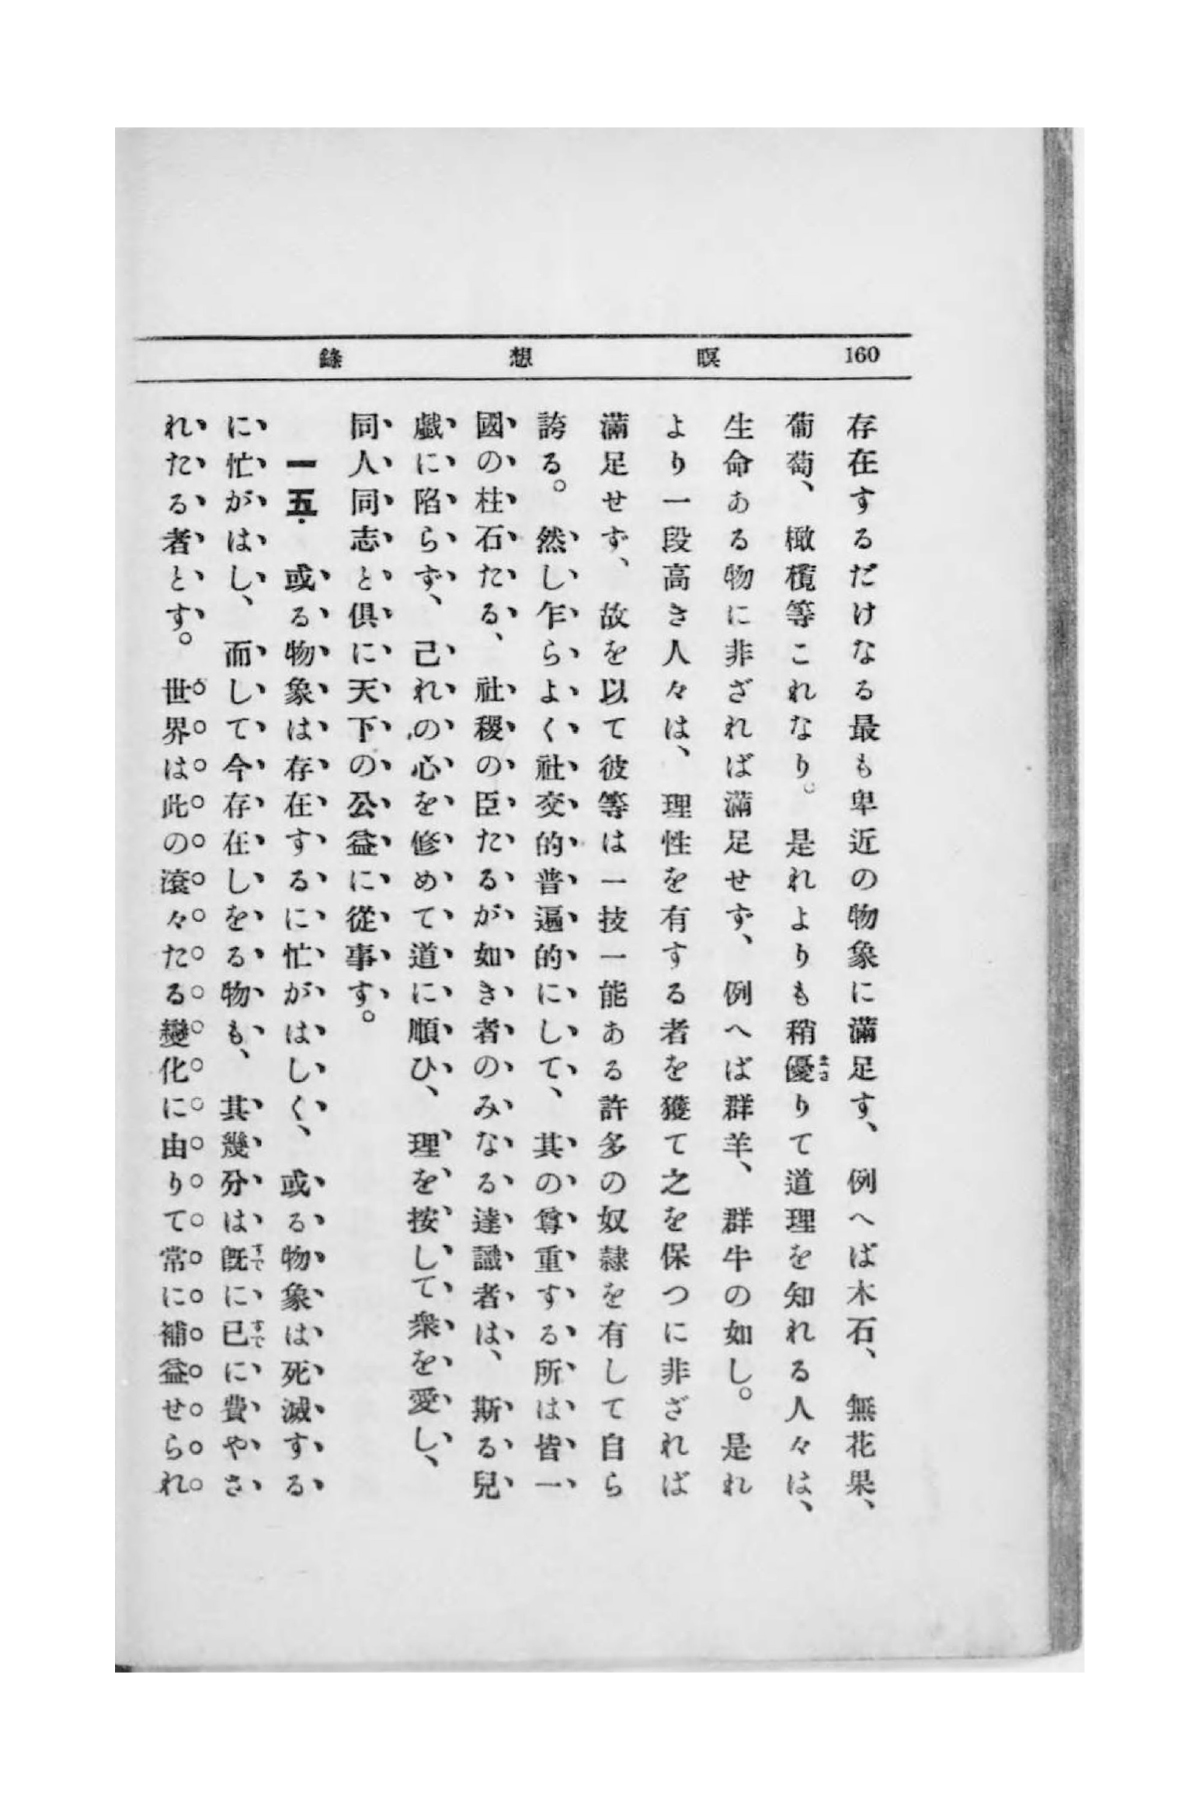 160 瞑想錄
存在するだけなる最も卑近の物象に滿足す、例へば木石、無花果、
葡萄、橄欖等これなり。是れよりも稍優りて道理を知れる人々は、
生命ある物に非ざれば滿足せず、例へば群羊、群牛の如し。是れ
より一段高き人々は、理性を有する者を獲て之を保つに非ざれば
滿足せず、故を以て彼等は一技一能ある許多の奴隷を有して自ら
誇る。然し乍らよく社交的普遍的にして、其の尊重する所は皆一
國の柱石たる、社稷の臣たるが如き者のみなる達識者は、斯る兒
戯に陷らず、己れの心を修めて道に順ひ、理を按して衆を愛し、
同人同志と俱に天下の公益に從事す。
一五. 或る物象は存在するに忙がはしく、或る物象は死滅する
に忙がはし、而して今存在しをる物も、其幾分は既に已に費やさ
れたる者とす。世界は此の滾々たる變化に由りて常に補益せられ